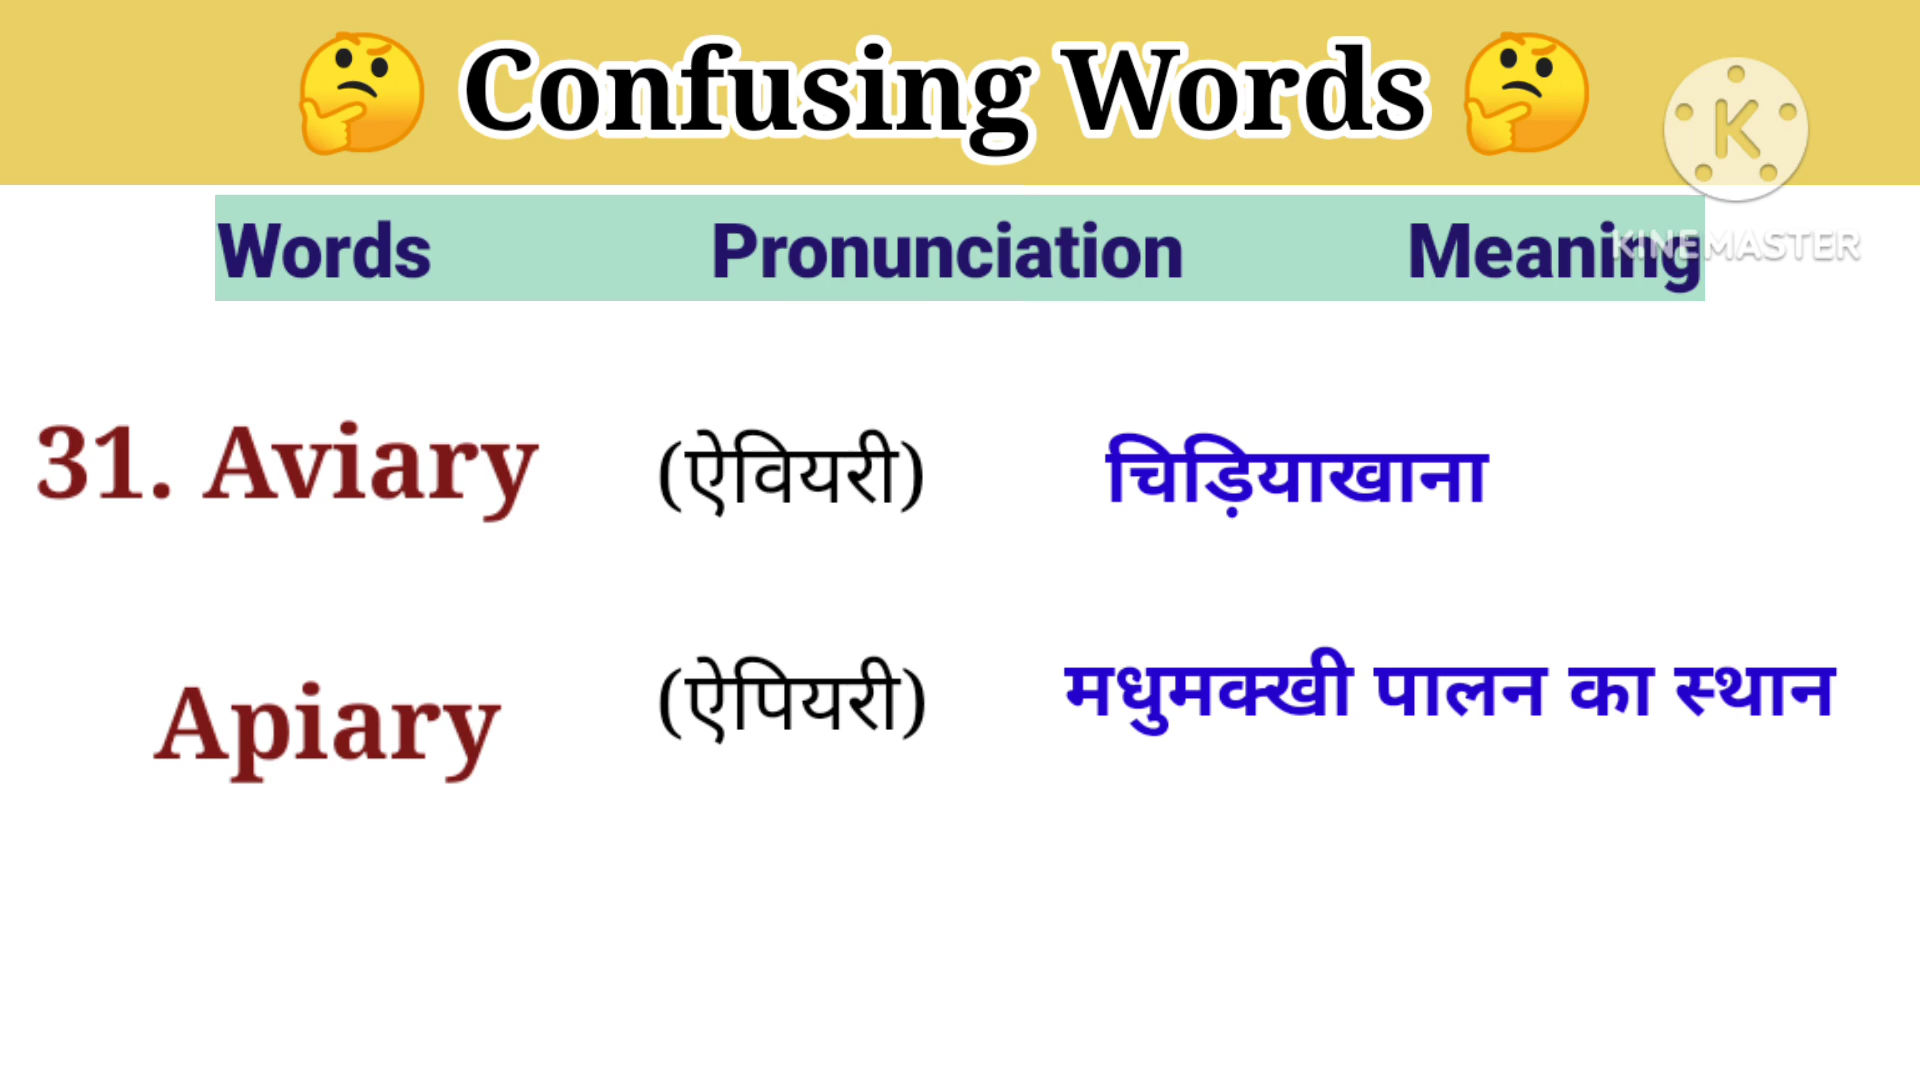 🤔 Confusing Words 🤔
K
KINEMASTER
Words Pronunciation Meaning
31. Aviary (ऐवियरी) चिड़ियाखाना
Apiary (ऐपियरी) मधुमक्खी पालन का स्थान